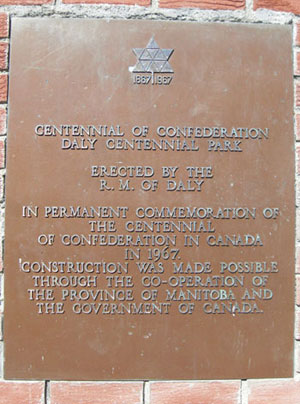 1867 1967
CENTENNIAL OF CONFEDERATION
DALY CENTENNIAL PARK
ERECTED BY THE
R. M. OF DALY
IN PERMANENT COMMEMORATION OF
THE CENTENNIAL
OF CONFEDERATION IN CANADA
IN 1967.
CONSTRUCTION WAS MADE POSSIBLE
THROUGH THE CO-OPERATION OF
THE PROVINCE OF MANITOBA AND
THE GOVERNMENT OF CANADA.